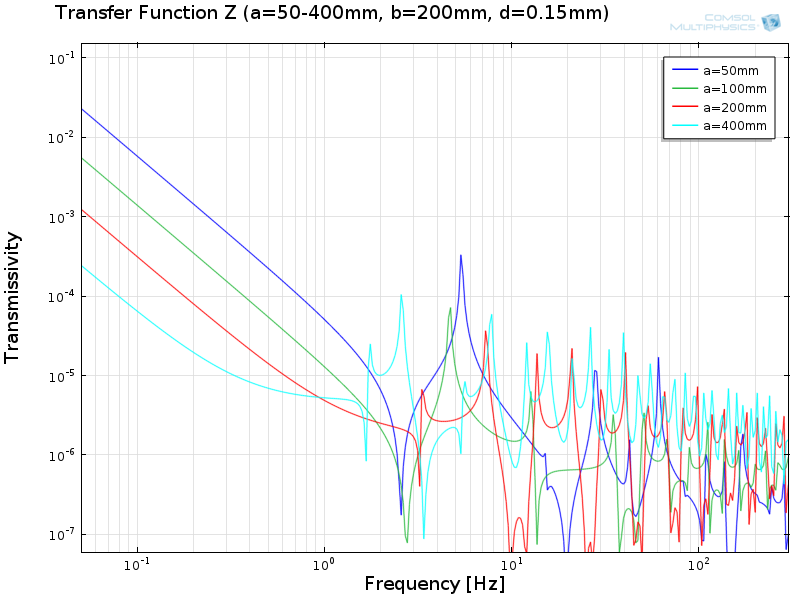 Transfer Function Z (a=50-400mm, b=200mm, d=0.15mm)
COMSOL
MULTIPHYSICS
a=50mm
a=100mm
a=200mm
a=400mm
10⁻¹
10⁻²
10⁻³
10⁻⁴
10⁻⁵
10⁻⁶
10⁻⁷
Transmissivity
10⁻¹
10⁰
10¹
10²
Frequency [Hz]